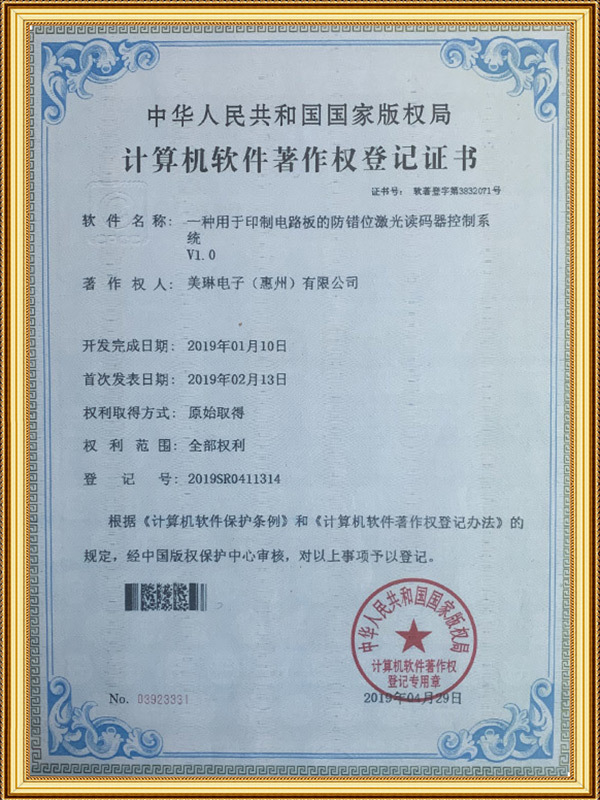 中华人民共和国国家版权局
计算机软件著作权登记证书
证书号： 软著登字第3832071号
软件名称： 一种用于印制电路板的防错位激光读码器控制系
统
V1.0
著作权人： 美琳电子（惠州）有限公司
开发完成日期： 2019年01月10日
首次发表日期： 2019年02月13日
权利取得方式： 原始取得
权利范围： 全部权利
登记号： 2019SR0411314
根据《计算机软件保护条例》和《计算机软件著作权登记办法》的
规定，经中国版权保护中心审核，对以上事项予以登记。
中华人民共和国国家版权局
计算机软件著作权
登记专用章
No. 03923331
2019年04月29日